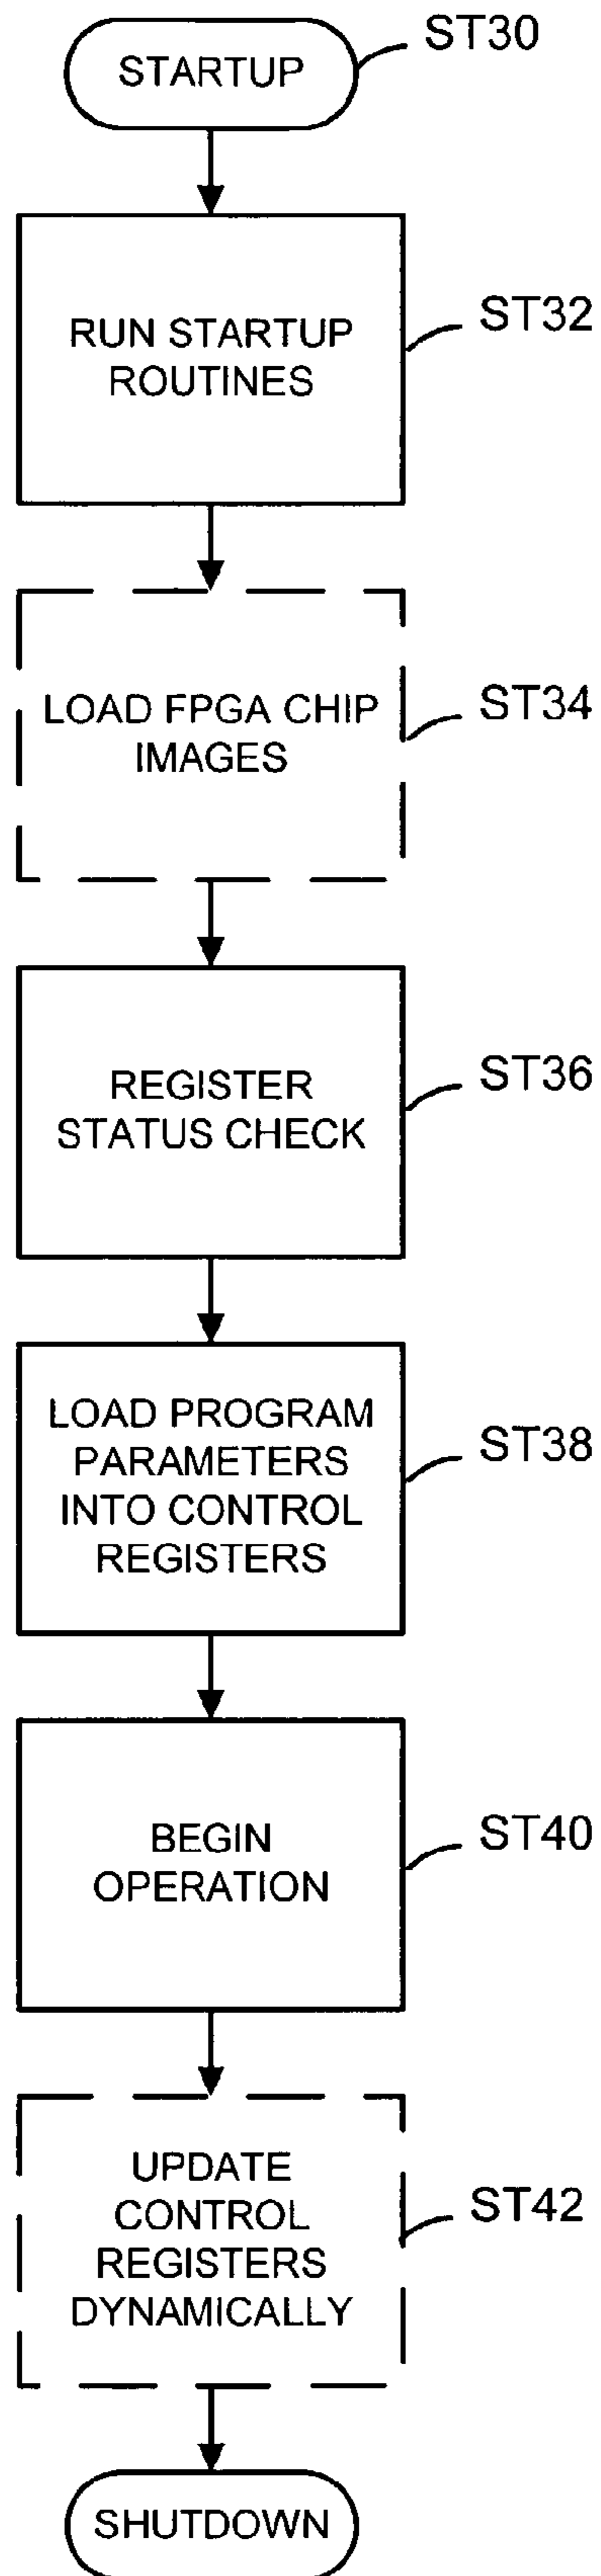 STARTUP
ST30
RUN STARTUP
ROUTINES
ST32
LOAD FPGA CHIP
IMAGES
ST34
REGISTER
STATUS CHECK
ST36
LOAD PROGRAM
PARAMETERS
INTO CONTROL
REGISTERS
ST38
BEGIN
OPERATION
ST40
UPDATE
CONTROL
REGISTERS
DYNAMICALLY
ST42
SHUTDOWN